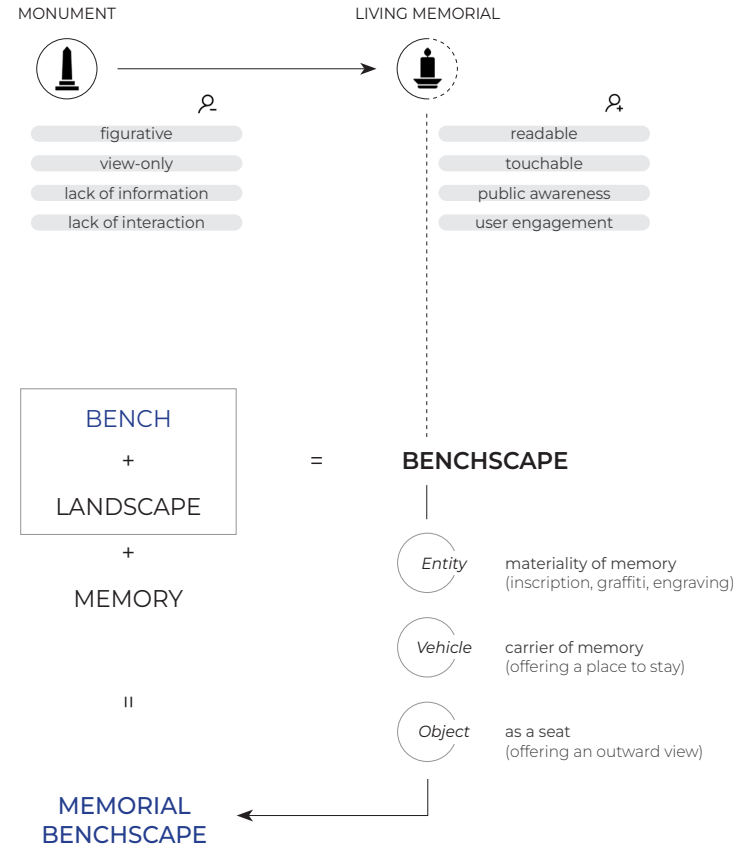 MONUMENT
LIVING MEMORIAL
figurative
view-only
lack of information
lack of interaction
readable
touchable
public awareness
user engagement
BENCH
+
LANDSCAPE
+
MEMORY
=
MEMORIAL
BENCHSCAPE
=
BENCHSCAPE
Entity
materiality of memory
(inscription, graffiti, engraving)
Vehicle
carrier of memory
(offering a place to stay)
Object
as a seat
(offering an outward view)